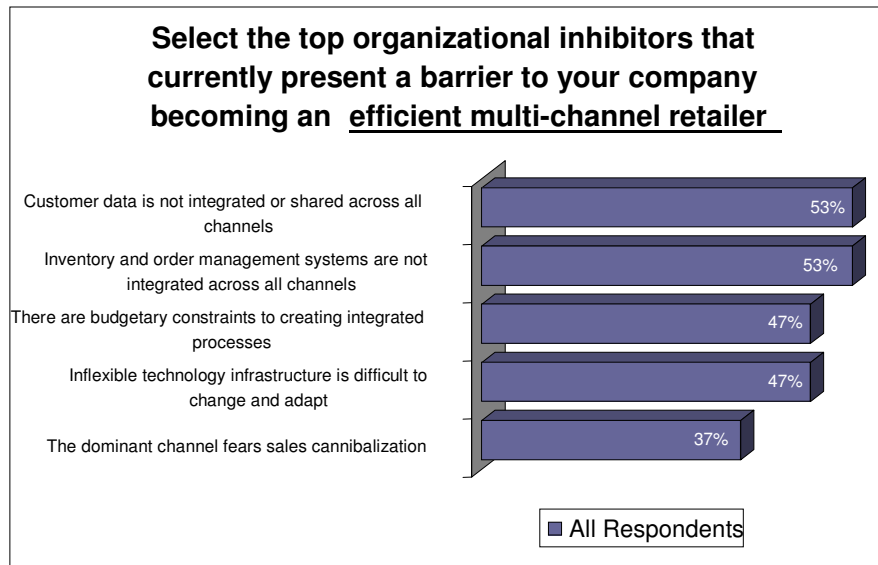 Select the top organizational inhibitors that
currently present a barrier to your company
becoming an efficient multi-channel retailer
Customer data is not integrated or shared across all
channels
53%
Inventory and order management systems are not
integrated across all channels
53%
There are budgetary constraints to creating integrated
processes
47%
Inflexible technology infrastructure is difficult to
change and adapt
47%
The dominant channel fears sales cannibalization
37%
All Respondents